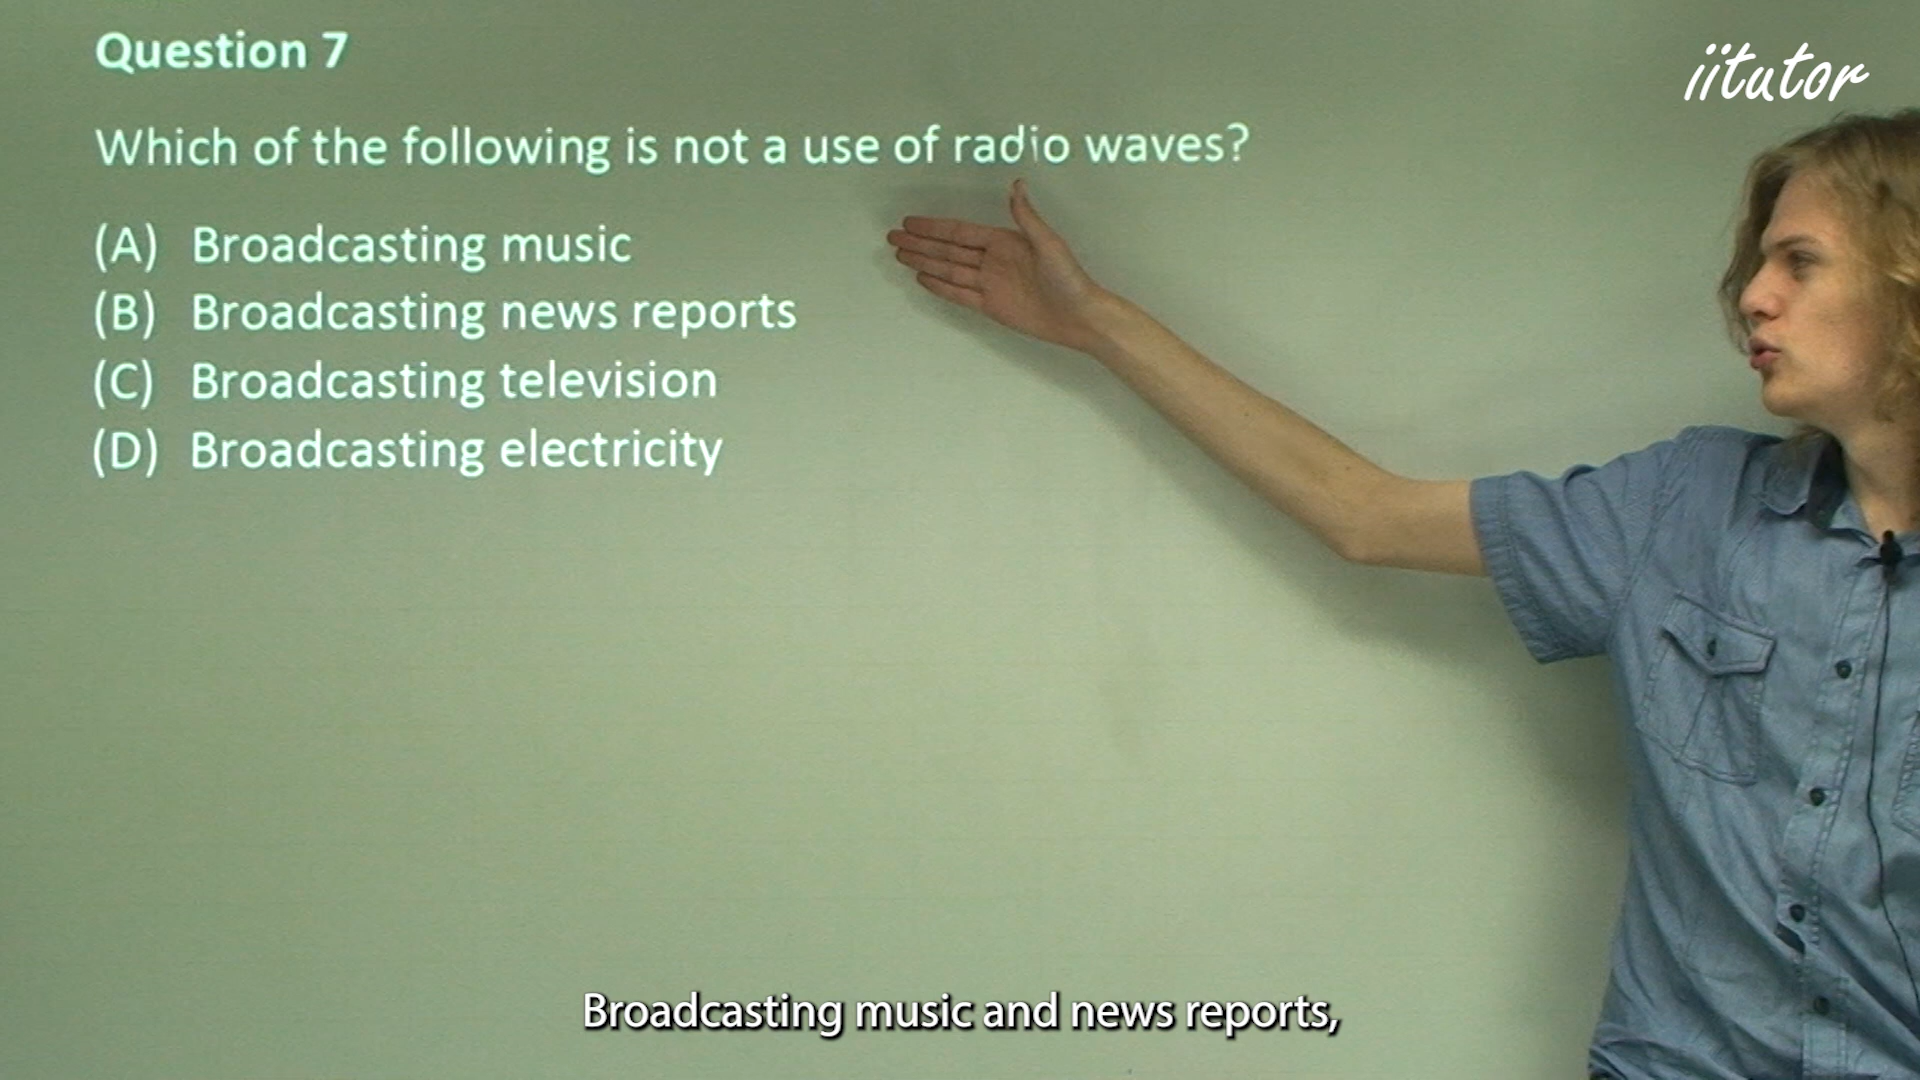 Question 7
iitutor
Which of the following is not a use of radio waves?
(A) Broadcasting music
(B) Broadcasting news reports
(C) Broadcasting television
(D) Broadcasting electricity
Broadcasting music and news reports,